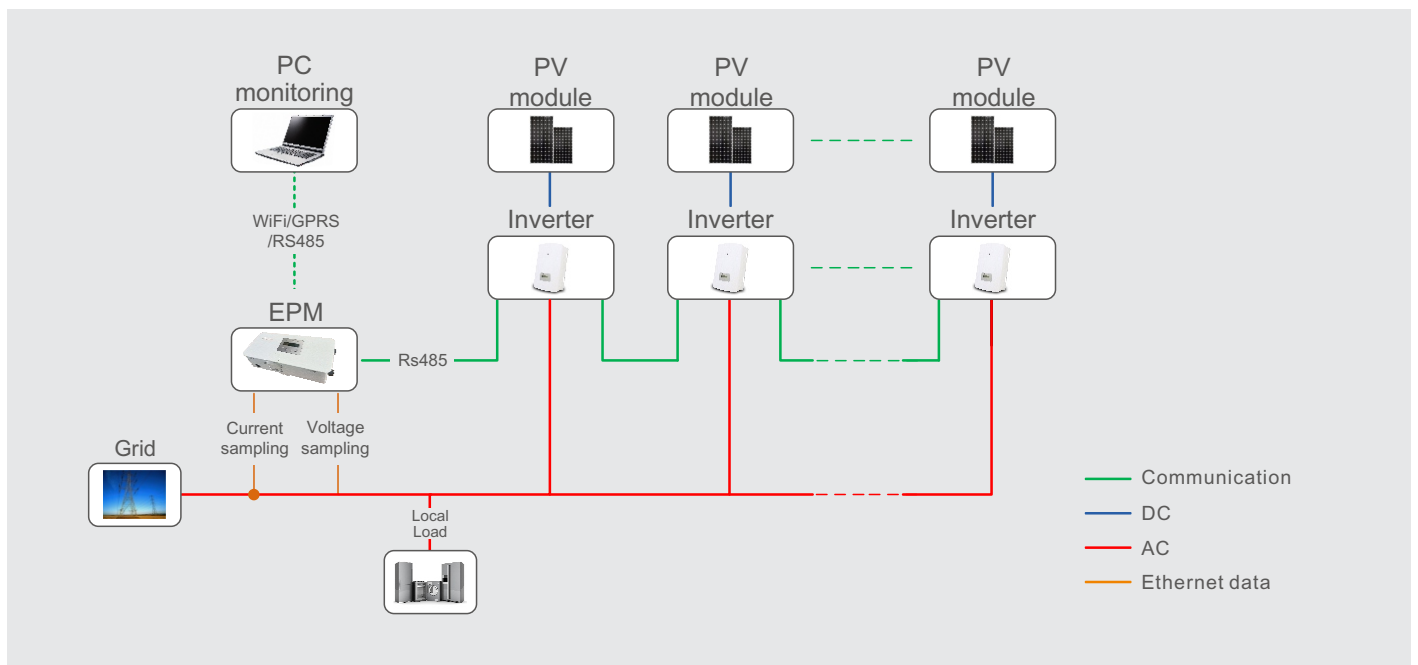 PC
monitoring
PV
module
PV
module
PV
module
WiFi/GPRS
/RS485
Inverter
Inverter
Inverter
EPM
Rs485
Current
sampling
Voltage
sampling
Grid
Local
Load
Communication
DC
AC
Ethernet data